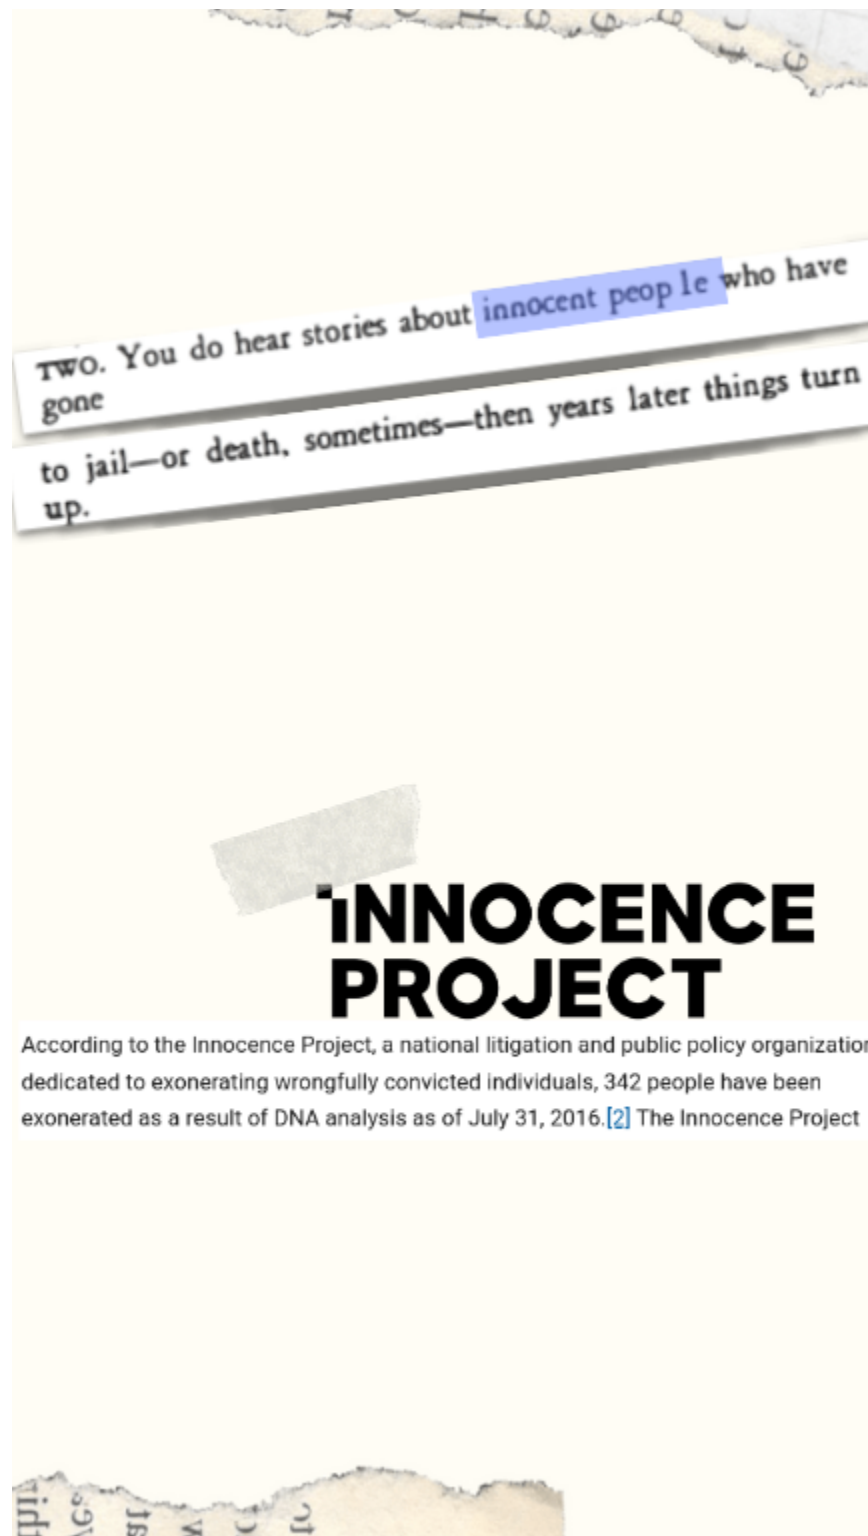 TWO. You do hear stories about innocent peop le who have
gone
to jail—or death, sometimes—then years later things turn
up.
INNOCENCE
PROJECT
According to the Innocence Project, a national litigation and public policy organization
dedicated to exonerating wrongfully convicted individuals, 342 people have been
exonerated as a result of DNA analysis as of July 31, 2016.[2] The Innocence Project